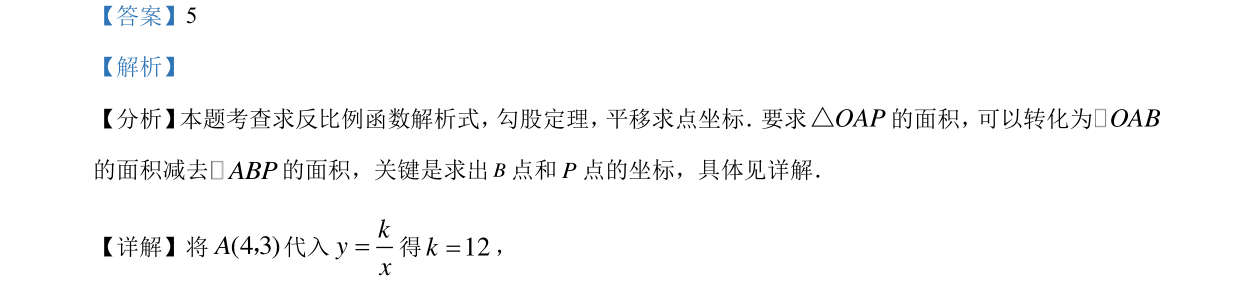 【答案】5
【解析】
【分析】本题考查求反比例函数解析式，勾股定理，平移求点坐标．要求△OAP的面积，可以转化为□OAB
的面积减去□ABP的面积，关键是求出B点和P点的坐标，具体见详解．
【详解】将A(4,3)代入y=k/x得k=12，